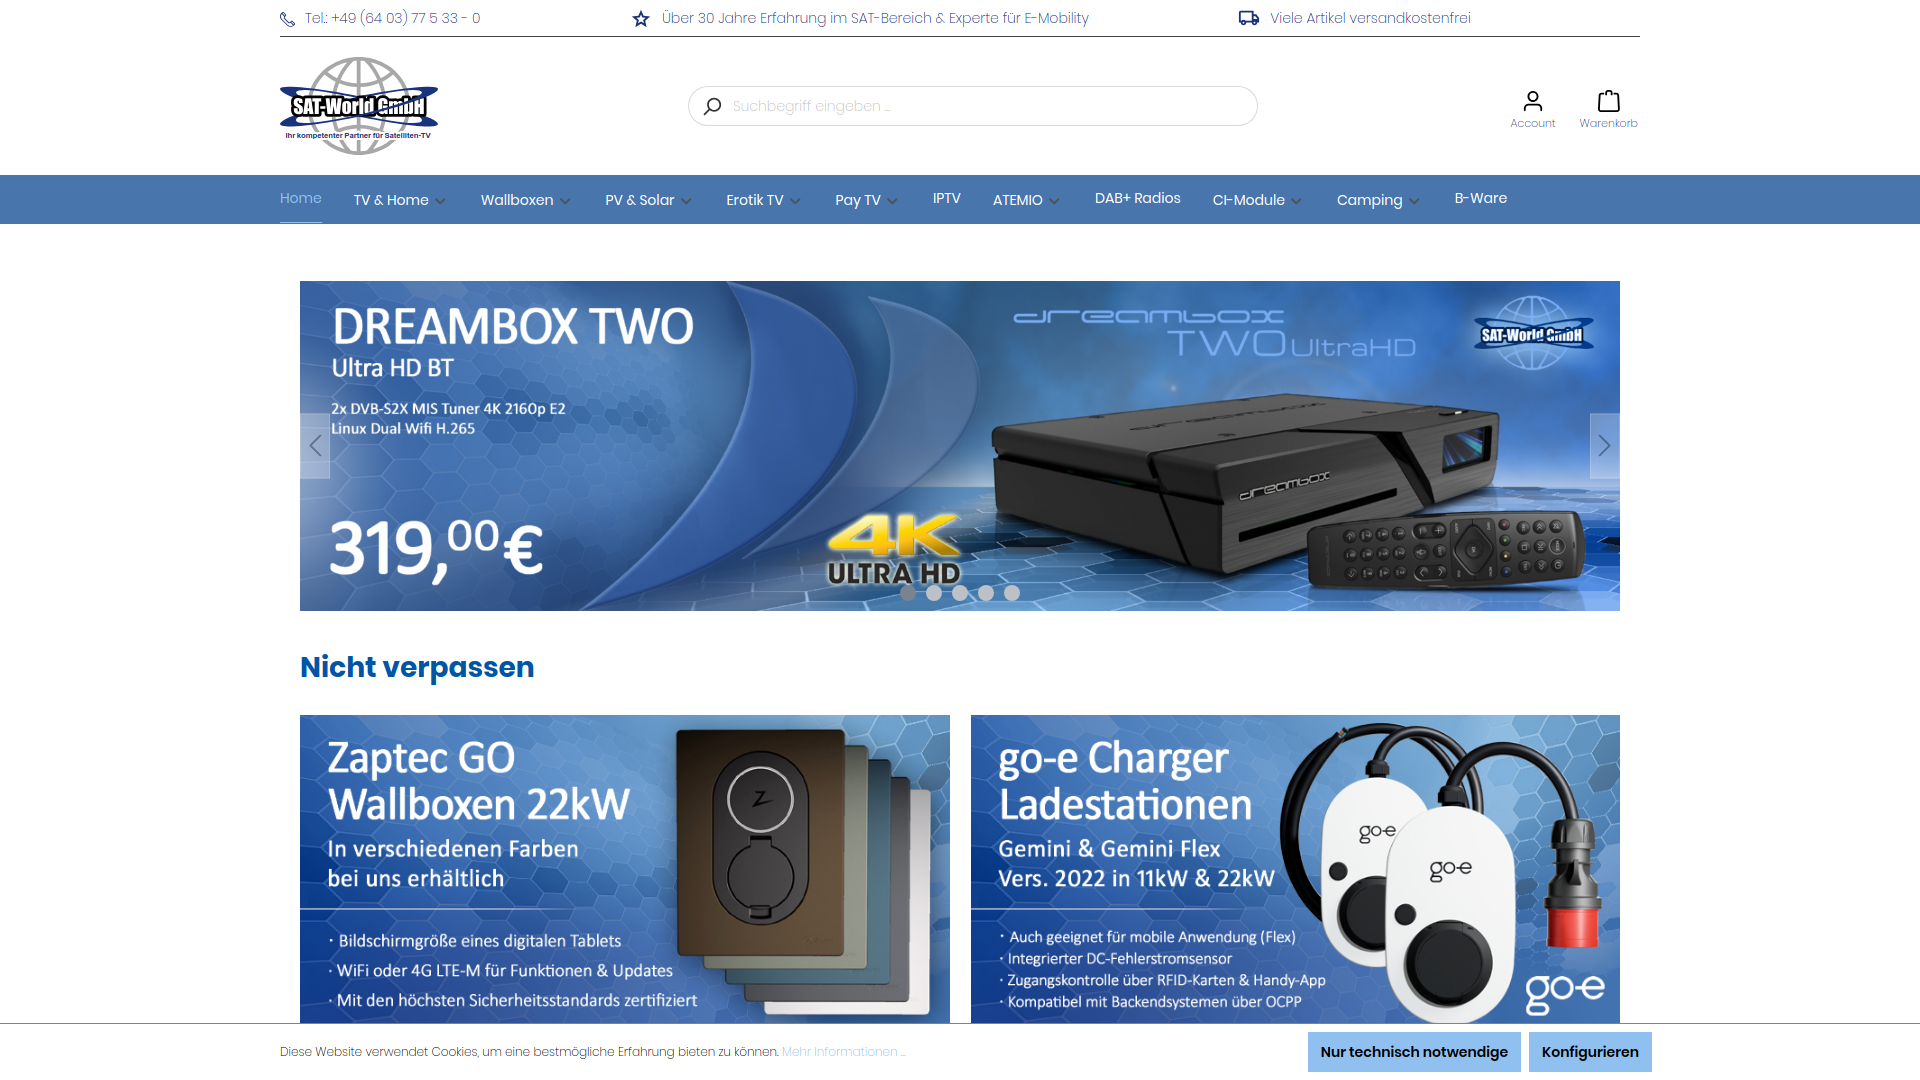 Tel.: +49 (64 03) 77 5 33 - 0
Über 30 Jahre Erfahrung im SAT-Bereich & Experte für E-Mobility
Viele Artikel versandkostenfrei
SAT-World GmbH
Ihr kompetenter Partner für Satelliten-TV
Suchbegriff eingeben ...
Account
Warenkorb
Home
TV & Home
Wallboxen
PV & Solar
Erotik TV
Pay TV
IPTV
ATEMIO
DAB+ Radios
CI-Module
Camping
B-Ware
DREAMBOX TWO
Ultra HD BT
2x DVB-S2X MIS Tuner 4K 2160p E2
Linux Dual Wifi H.265
319,00€
4K
ULTRA HD
dreambox
TWO UltraHD
SAT-World GmbH
dreambox
Nicht verpassen
Zaptec GO
Wallboxen 22kW
In verschiedenen Farben
bei uns erhältlich
· Bildschirmgröße eines digitalen Tablets
· WiFi oder 4G LTE-M für Funktionen & Updates
· Mit den höchsten Sicherheitsstandards zertifiziert
go-e Charger
Ladestationen
Gemini & Gemini Flex
Vers. 2022 in 11kW & 22kW
· Auch geeignet für mobile Anwendung (Flex)
· Integrierter DC-Fehlerstromsensor
· Zugangskontrolle über RFID-Karten & Handy-App
· Kompatibel mit Backendsystemen über OCPP
go-e
go-e
go-e
Diese Website verwendet Cookies, um eine bestmögliche Erfahrung bieten zu können. Mehr Informationen ...
Nur technisch notwendige
Konfigurieren